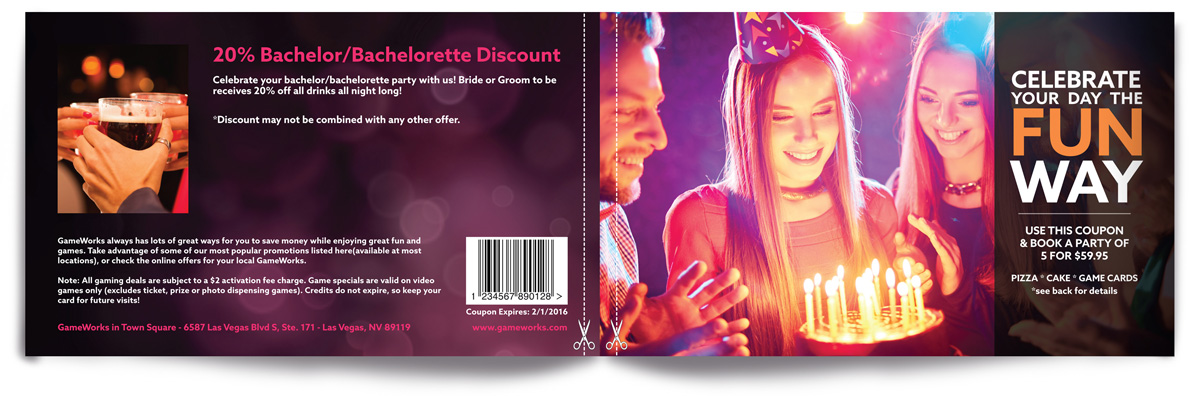 20% Bachelor/Bachelorette Discount
Celebrate your bachelor/bachelorette party with us! Bride or Groom to be
receives 20% off all drinks all night long!
*Discount may not be combined with any other offer.
GameWorks always has lots of great ways for you to save money while enjoying great fun and
games. Take advantage of some of our most popular promotions listed here(available at most
locations), or check the online offers for your local GameWorks.
Note: All gaming deals are subject to a $2 activation fee charge. Game specials are valid on video
games only (excludes ticket, prize or photo dispensing games). Credits do not expire, so keep your
card for future visits!
GameWorks in Town Square - 6587 Las Vegas Blvd S, Ste. 171 - Las Vegas, NV 89119
1 234567 890128 >
Coupon Expires: 2/1/2016
www.gameworks.com
CELEBRATE
YOUR DAY THE
FUN
WAY
USE THIS COUPON
& BOOK A PARTY OF
5 FOR $59.95
PIZZA * CAKE * GAME CARDS
*see back for details